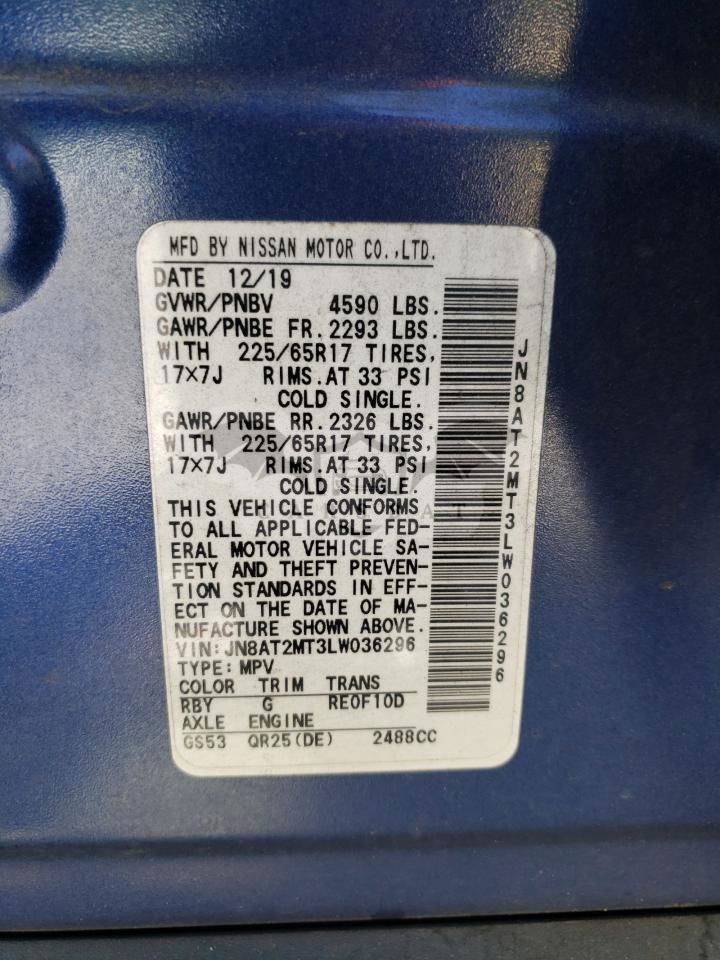 MFD BY NISSAN MOTOR CO.,LTD.
DATE 12/19
GVWR/PNBV 4590 LBS.
GAWR/PNBE FR. 2293 LBS.
WITH 225/65R17 TIRES,
17×7J RIMS. AT 33 PSI
COLD SINGLE.
GAWR/PNBE RR. 2326 LBS.
WITH 225/65R17 TIRES,
17×7J RIMS. AT 33 PSI
COLD SINGLE.
THIS VEHICLE CONFORMS
TO ALL APPLICABLE FED-
ERAL MOTOR VEHICLE SA-
FETY AND THEFT PREVEN-
TION STANDARDS IN EFF-
ECT ON THE DATE OF MA-
NUFACTURE SHOWN ABOVE.
VIN:JN8AT2MT3LW036296
TYPE:MPV
COLOR TRIM TRANS
RBY G RE0F10D
AXLE ENGINE
GS53 QR25(DE) 2488CC
JN8AT2MT3LW036296